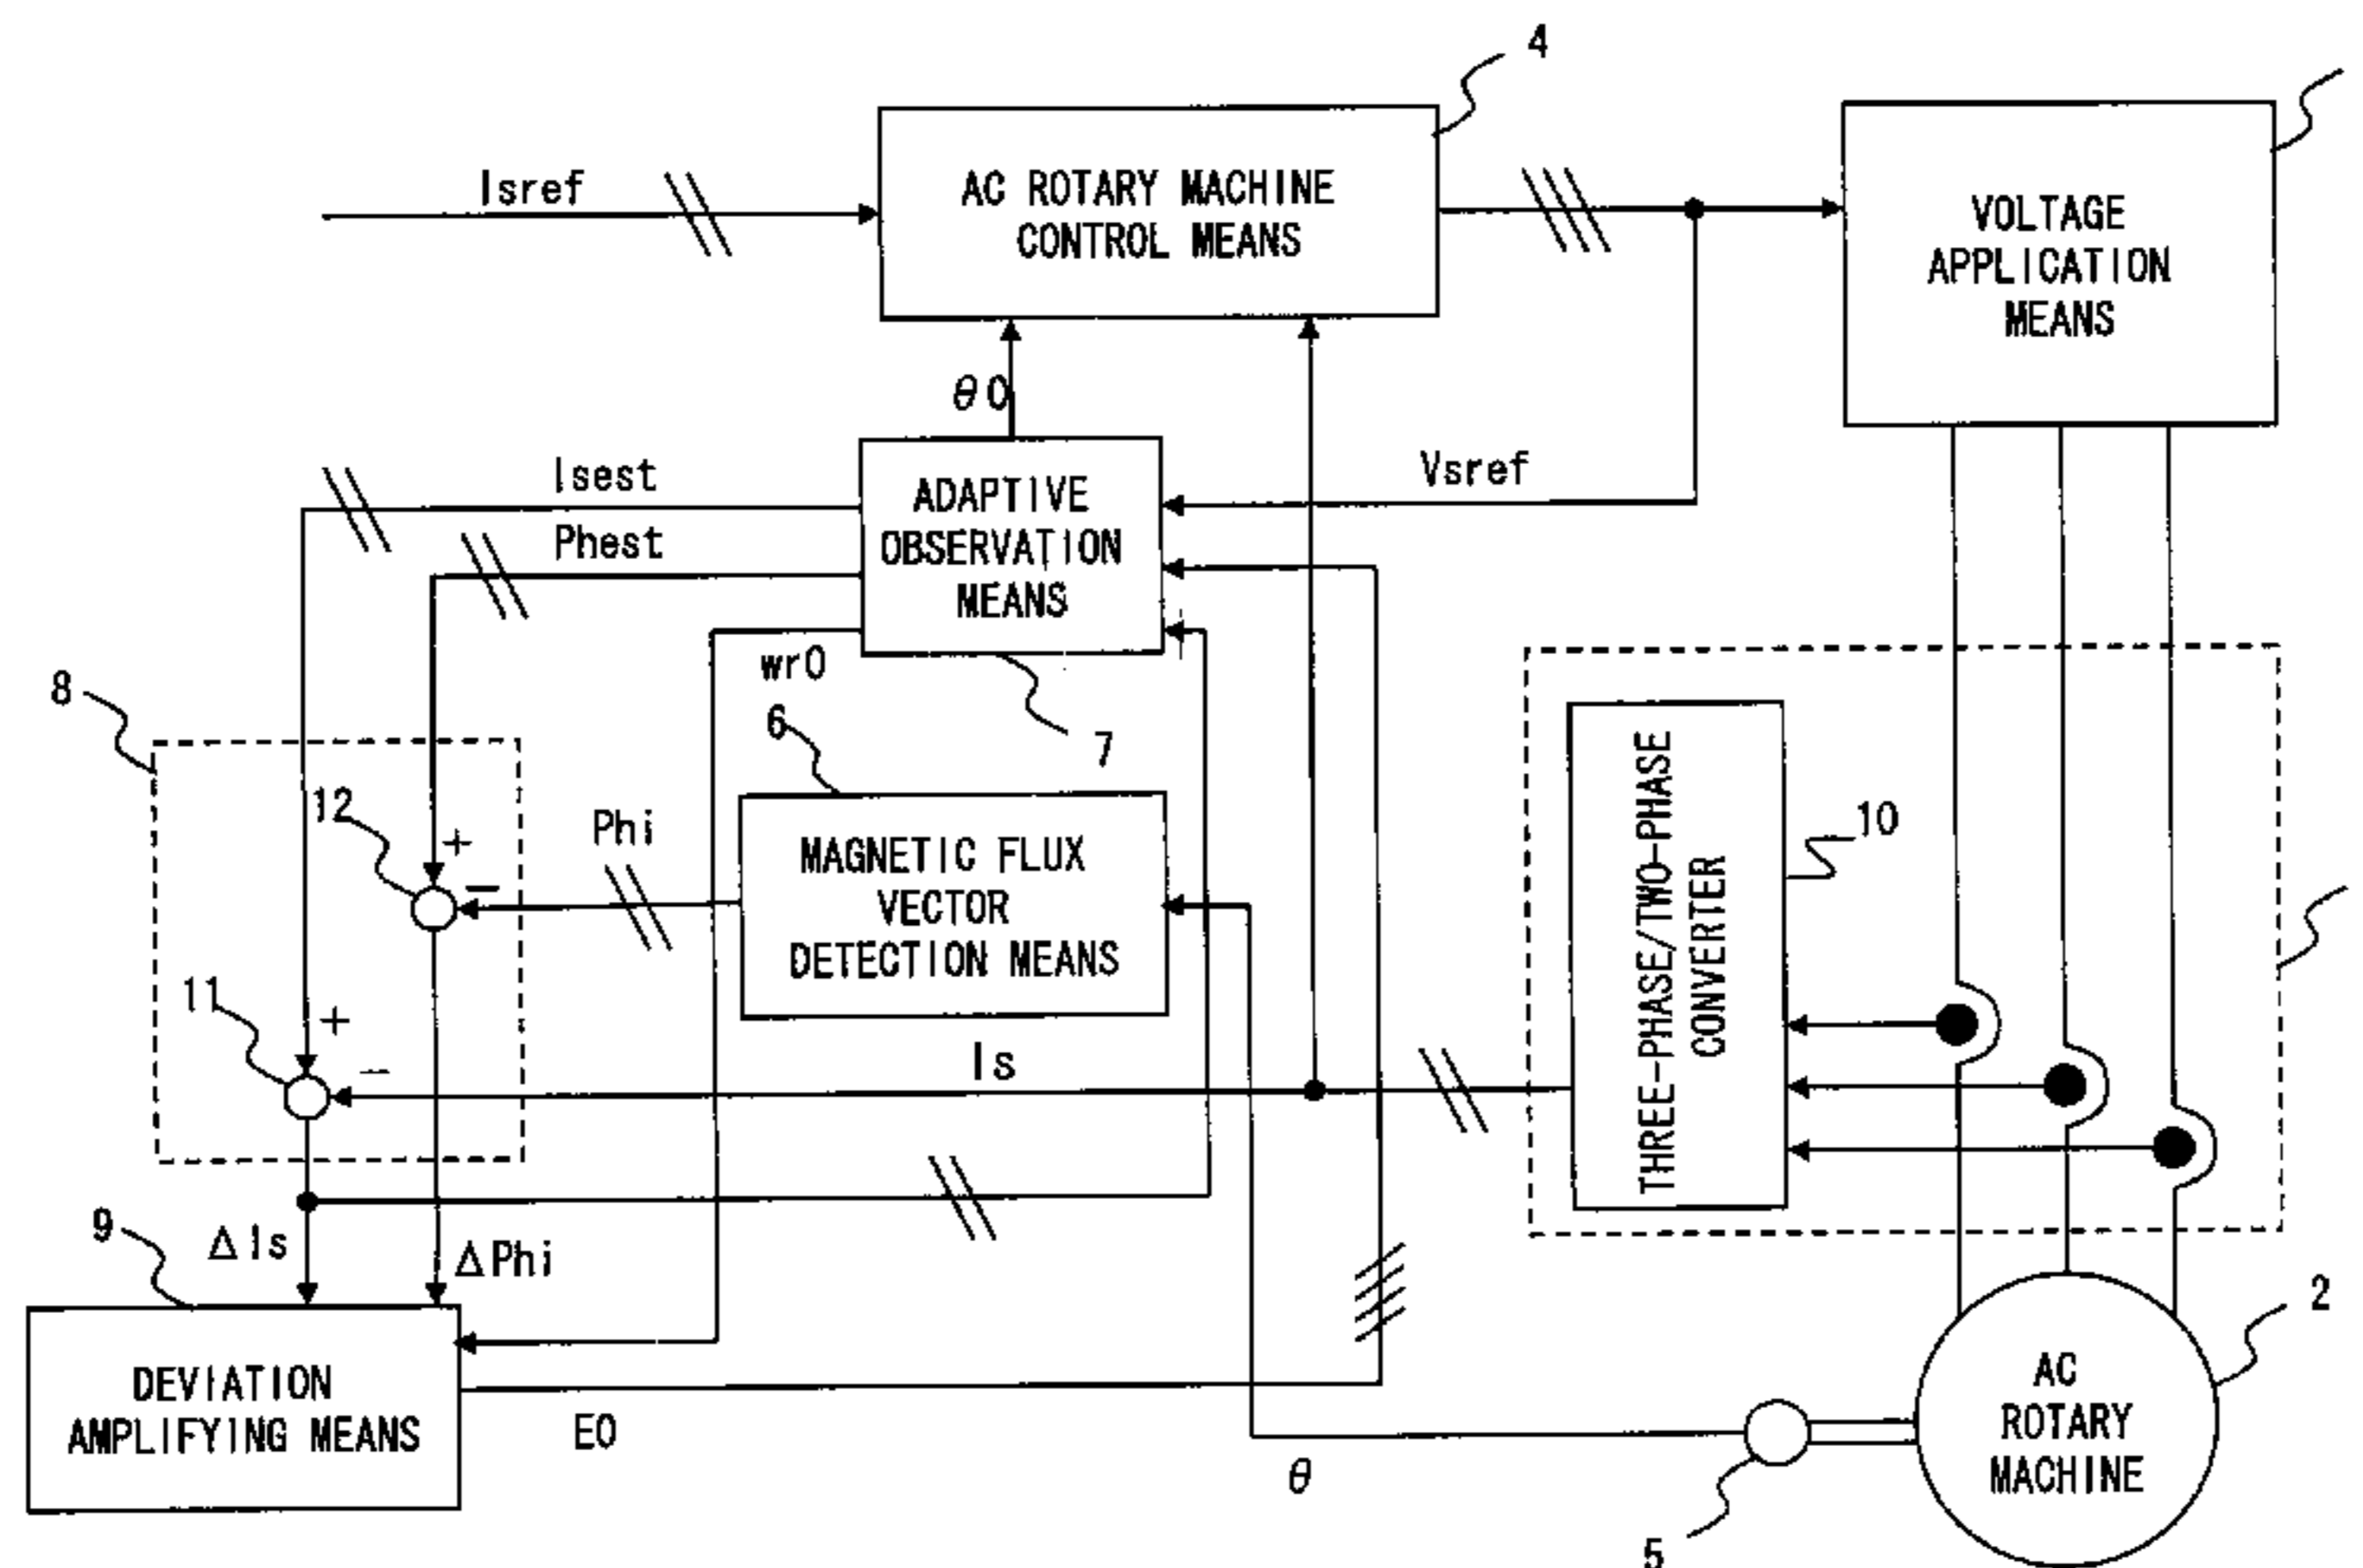 4
Isref
AC ROTARY MACHINE
CONTROL MEANS
VOLTAGE
APPLICATION
MEANS
θ0
Isest
Phest
wr0
ADAPTIVE
OBSERVATION
MEANS
Vsref
7
8
6
12
+
−
Phi
MAGNETIC FLUX
VECTOR
DETECTION MEANS
THREE-PHASE/TWO-PHASE
CONVERTER
10
11
+
−
Is
9
ΔIs
ΔPhi
DEVIATION
AMPLIFYING MEANS
E0
θ
5
AC
ROTARY
MACHINE
2